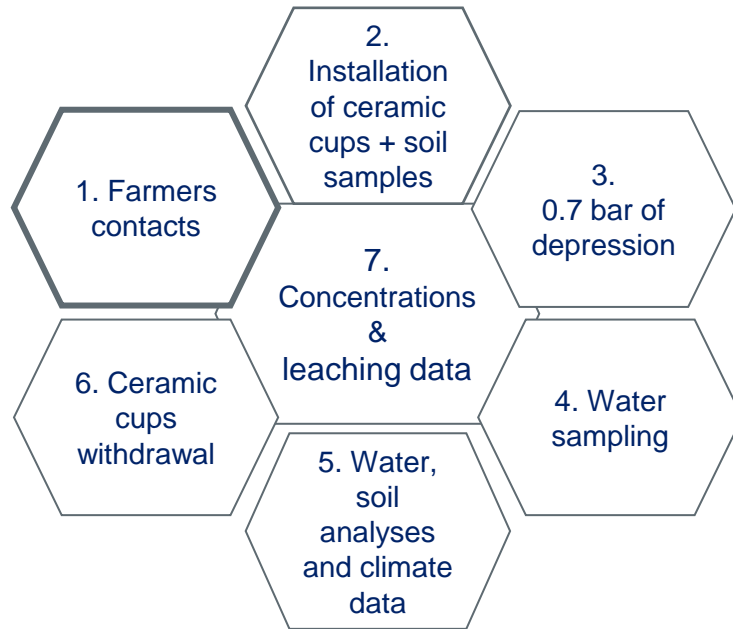 1. Farmers
contacts
2.
Installation
of ceramic
cups + soil
samples
3.
0.7 bar of
depression
4. Water
sampling
5. Water,
soil
analyses
and climate
data
6. Ceramic
cups
withdrawal
7.
Concentrations
&
leaching data